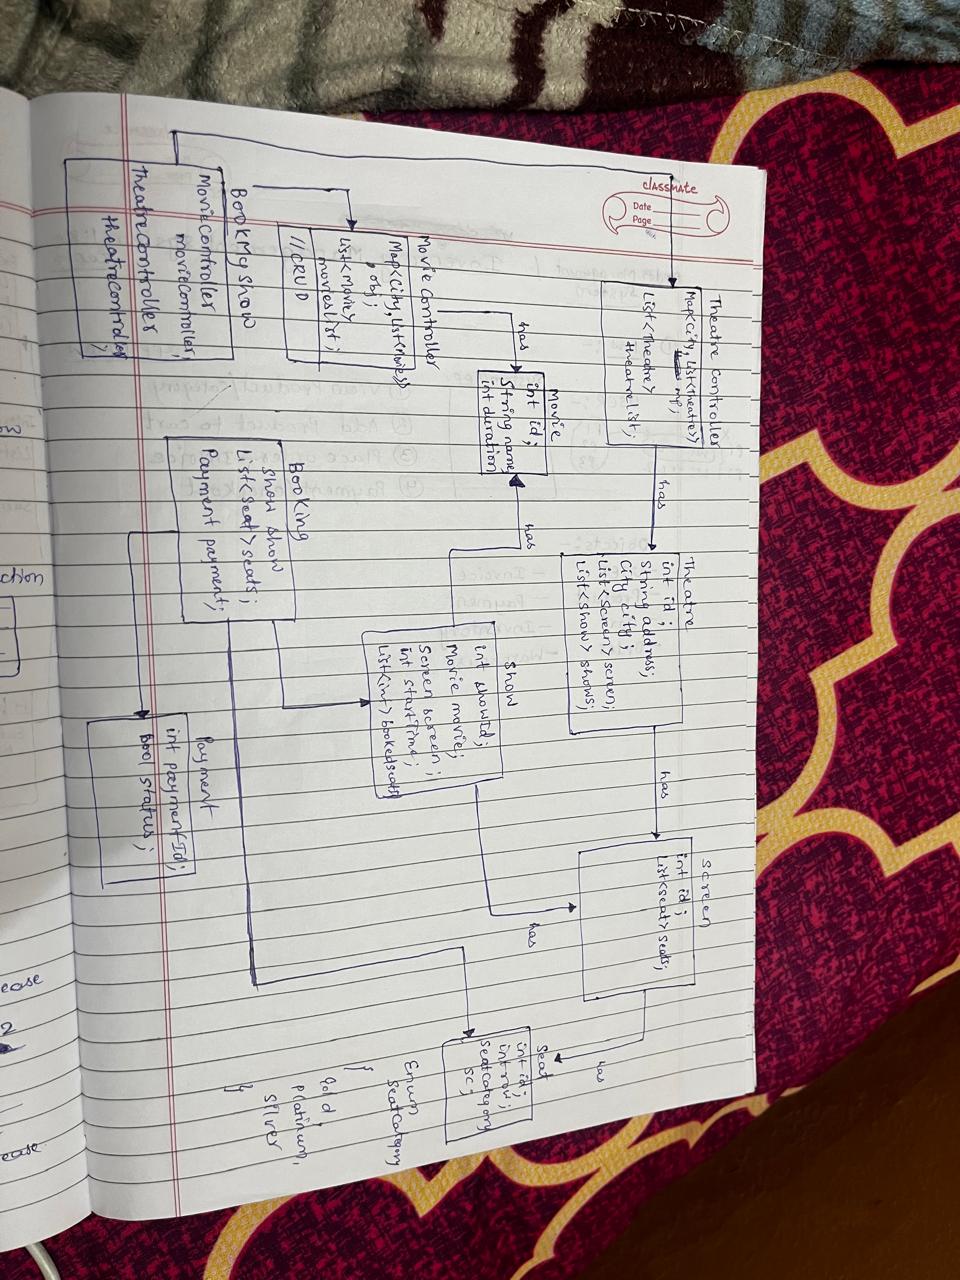 classmate
Date
Page
Theatre Controller
Map<City, List<Theatre>>
mp;
List<Theatre>
theatrelist;
has
Theatre
int id;
String address;
City city;
List<Screen> screen;
List<Show> shows;
has
Screen
int id;
List<seat> seats;
has
Movie
int id;
String name
int duration
has
has
has
Show
int showId;
Movie movie;
Screen screen;
int startTime;
List<int> bookedseats
Seat
int id;
int row;
SeatCategory
sc;
Enum
SeatCategory
{
Gold,
Platinum,
Silver
}
Movie Controller
Map<City, List<Movie>>
obj;
List<Movie>
movieslist;
//CRUD
Booking
Show show
List<Seat> seats;
Payment payment;
BookMyShow
MovieController
movieController;
theatreController
theatrecontroller
;
Payment
int paymentId;
Bool status;
ease
2
ease